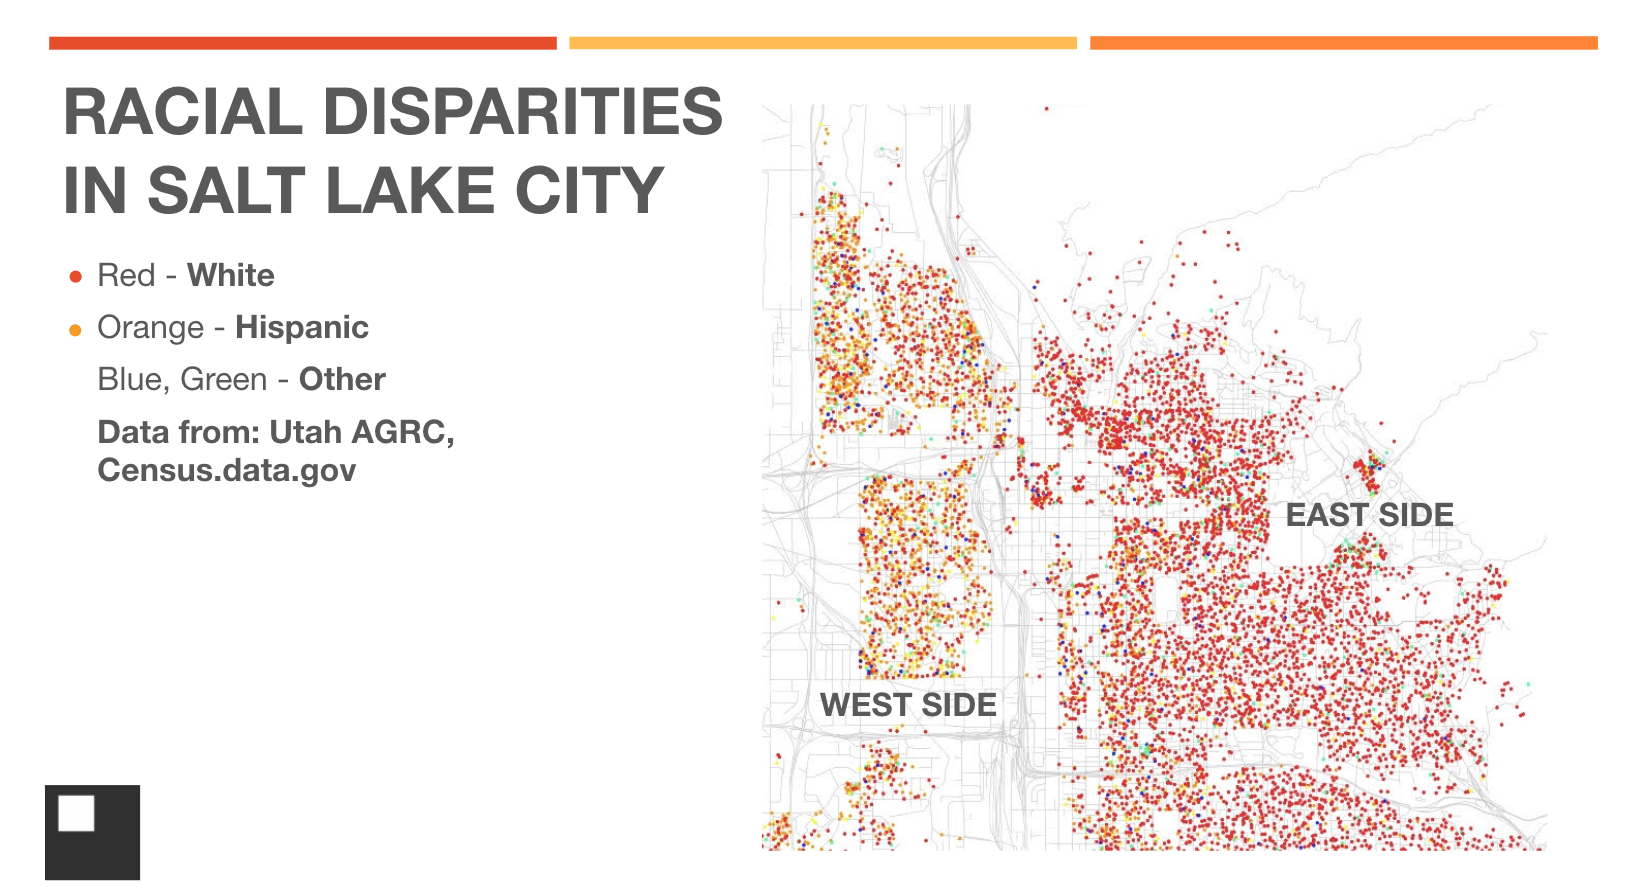 RACIAL DISPARITIES
IN SALT LAKE CITY
Red - White
Orange - Hispanic
Blue, Green - Other
Data from: Utah AGRC,
Census.data.gov
EAST SIDE
WEST SIDE